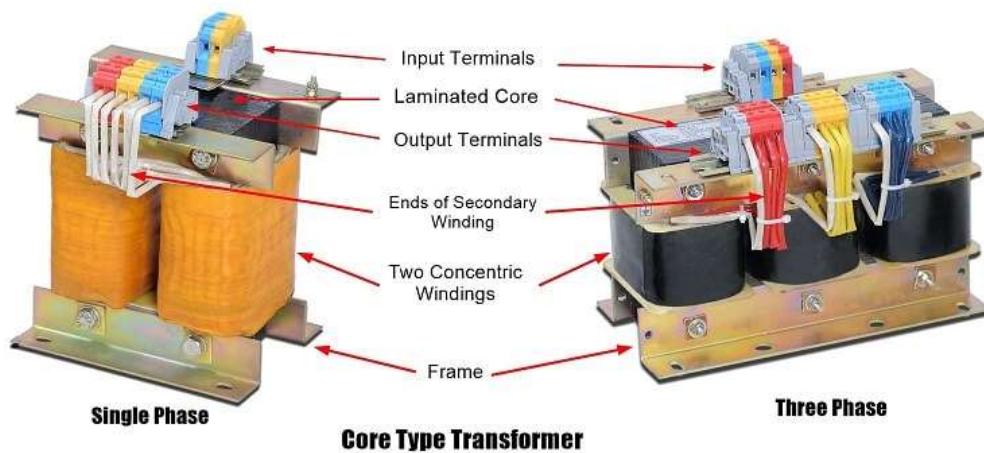 Input Terminals
Laminated Core
Output Terminals
Ends of Secondary
Winding
Two Concentric
Windings
Frame
Single Phase
Three Phase
Core Type Transformer